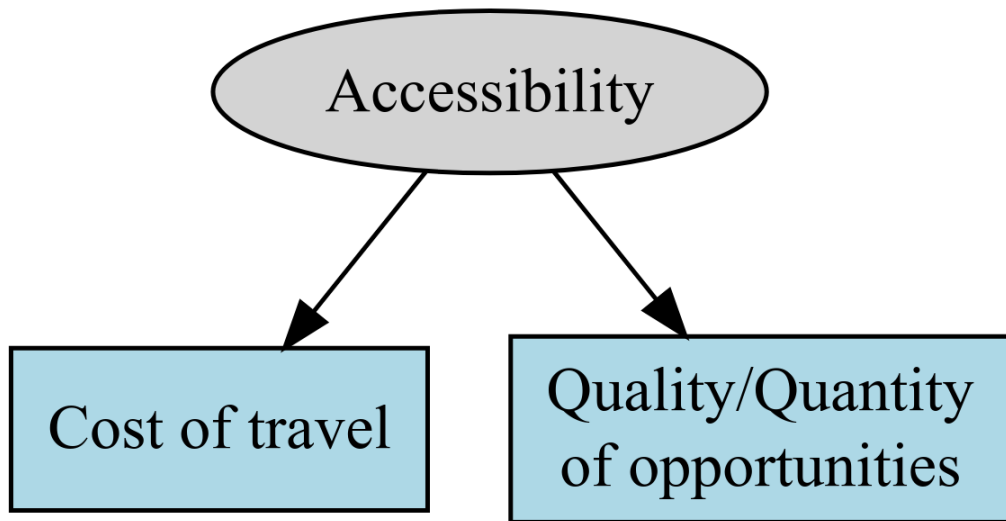 Accessibility
Cost of travel
Quality/Quantity
of opportunities